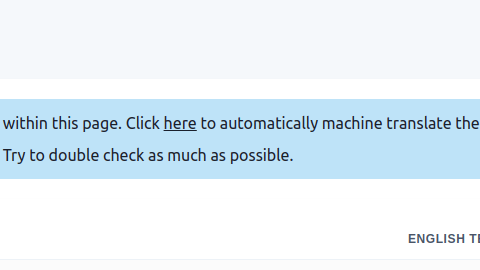 within this page. Click here to automatically machine translate the
Try to double check as much as possible.
ENGLISH